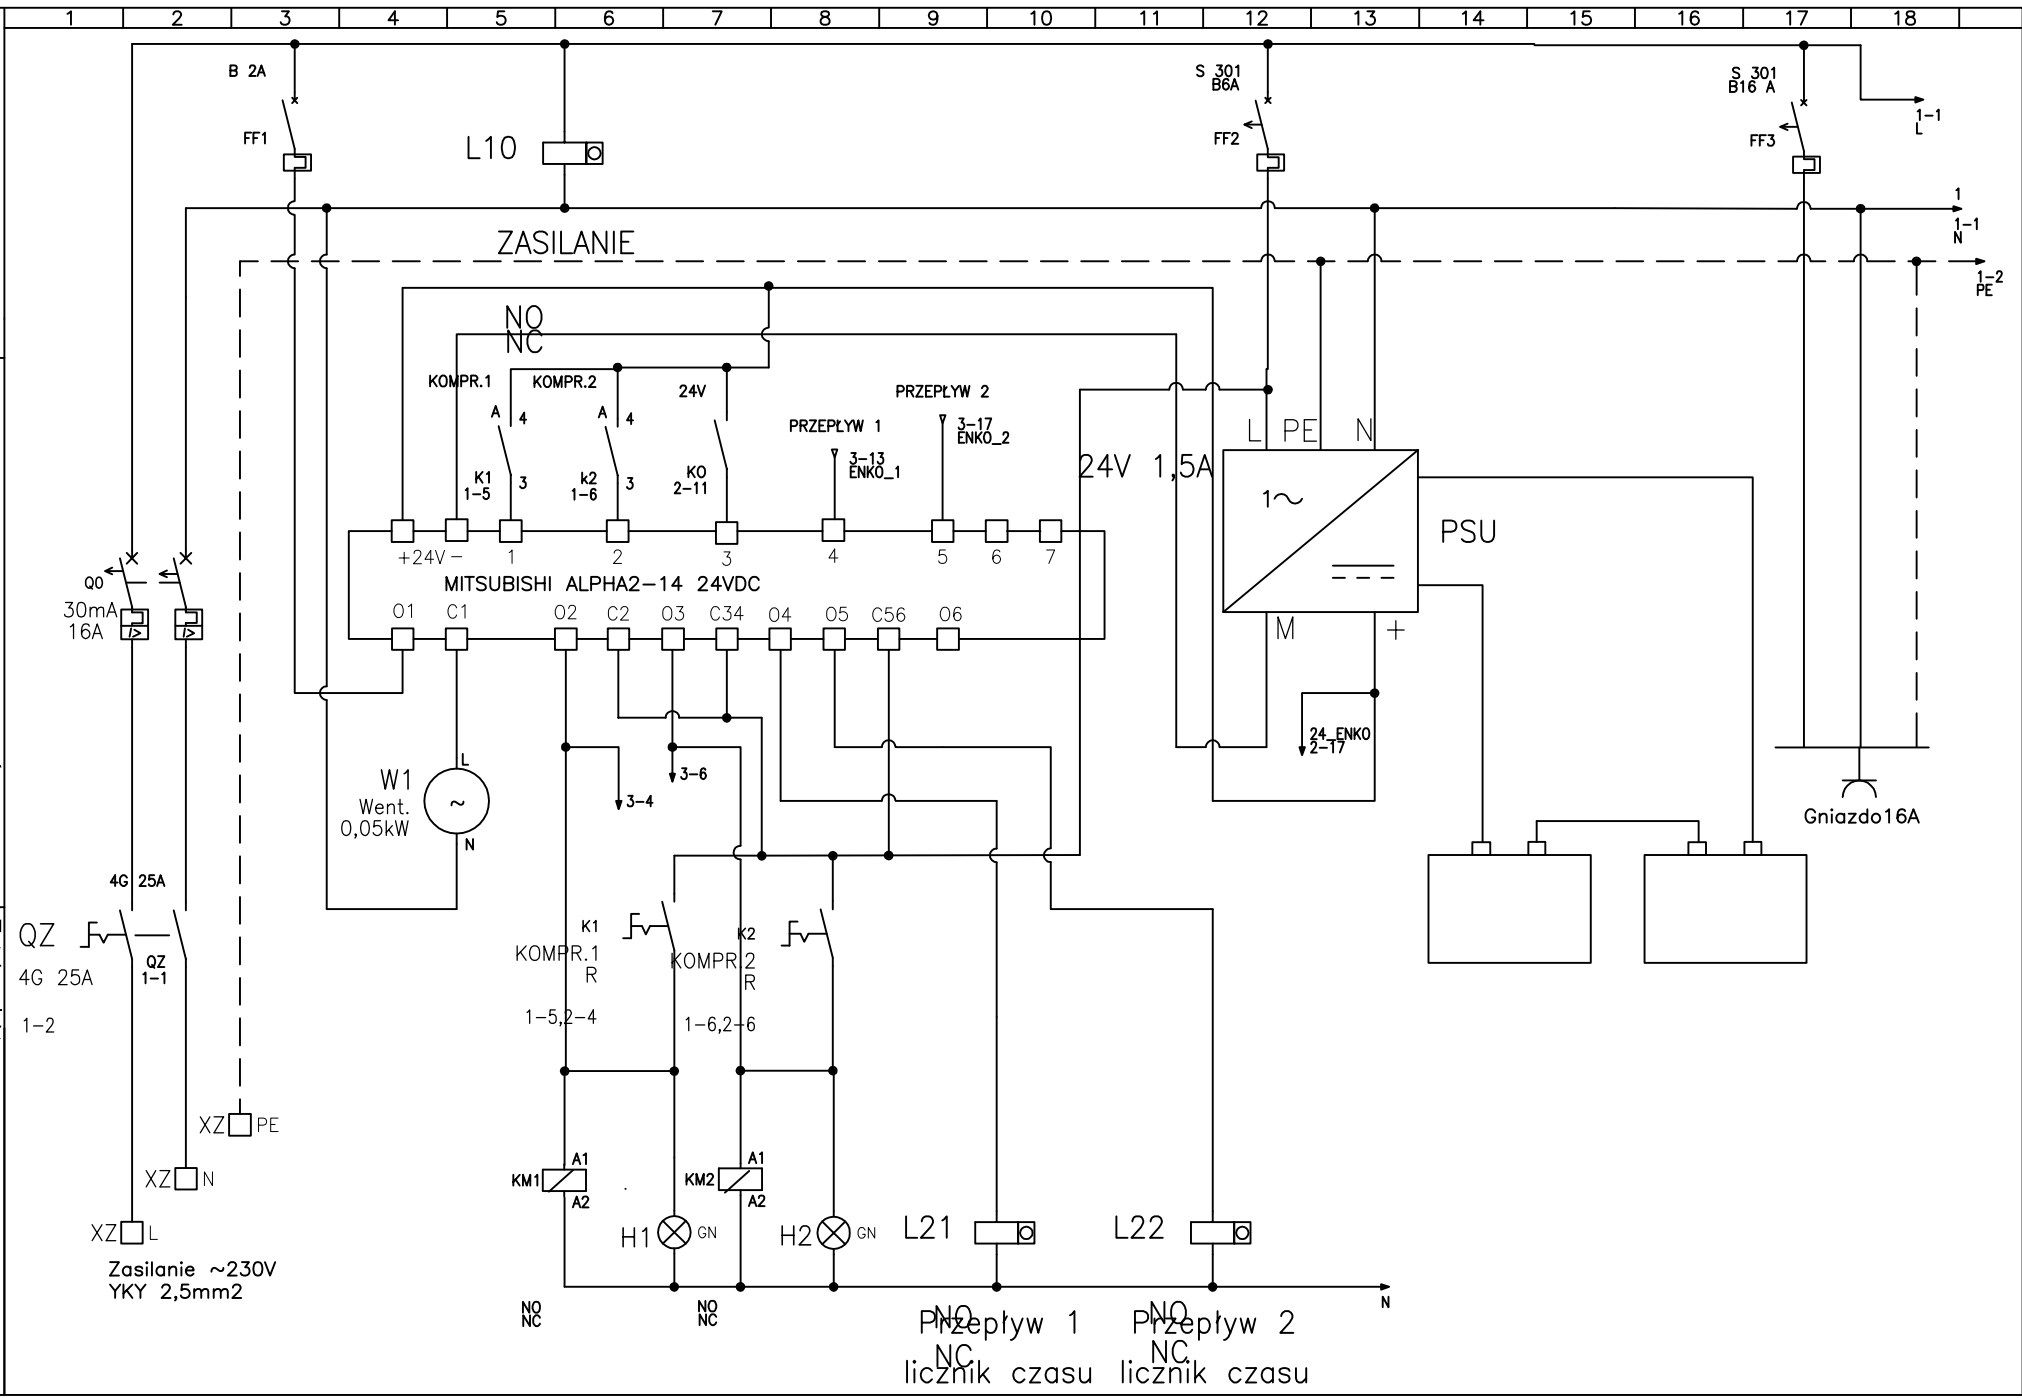 1 2 3 4 5 6 7 8 9 10 11 12 13 14 15 16 17 18
B 2A
FF1
L10
S 301
B6A
FF2
S 301
B16 A
FF3
1-1
L
1
1-1
N
1-2
PE
ZASILANIE
NO
NC
KOMPR.1
KOMPR.2
24V
PRZEPŁYW 1
PRZEPŁYW 2
A 4
A 4
3-13
ENKO_1
3-17
ENKO_2
K1
1-5
3
k2
1-6
3
K0
2-11
L PE N
24V 1,5A
1~
PSU
M +
+24V- 1 2 3 4 5 6 7
MITSUBISHI ALPHA2-14 24VDC
O1 C1 O2 C2 O3 C34 O4 O5 C56 O6
Q0
30mA
16A
I> I>
24_ENKO
2-17
3-6
3-4
W1
Went.
0,05kW
L
~
N
Gniazdo16A
4G 25A
QZ
4G 25A
1-2
QZ
1-1
K1
KOMPR.1
R
1-5,2-4
K2
KOMPR.2
R
1-6,2-6
XZ PE
XZ N
XZ L
Zasilanie ~230V
YKY 2,5mm2
KM1
A1
A2
KM2
A1
A2
H1 GN
H2 GN
L21
L22
N
NO
NC
NO
NC
NO
Przepływ 1
NC
licznik czasu
NO
Przepływ 2
NC
licznik czasu